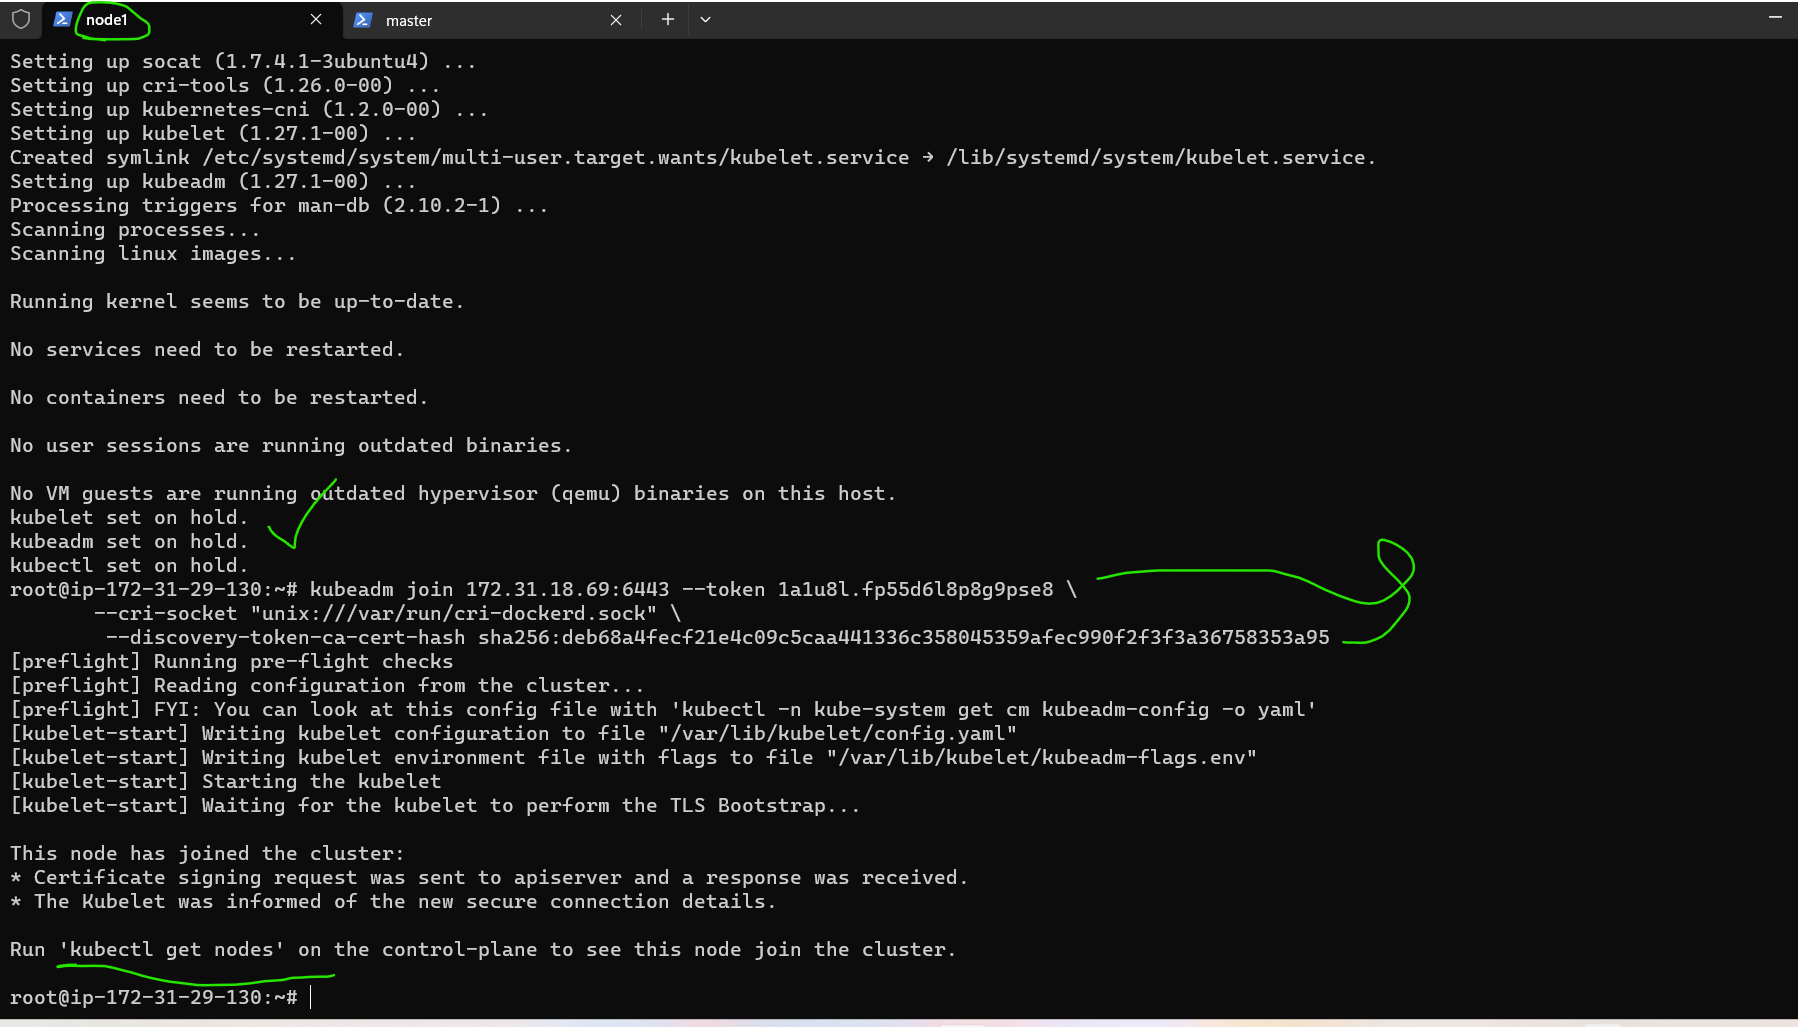 node1
master
Setting up socat (1.7.4.1-3ubuntu4) ...
Setting up cri-tools (1.26.0-00) ...
Setting up kubernetes-cni (1.2.0-00) ...
Setting up kubelet (1.27.1-00) ...
Created symlink /etc/systemd/system/multi-user.target.wants/kubelet.service → /lib/systemd/system/kubelet.service.
Setting up kubeadm (1.27.1-00) ...
Processing triggers for man-db (2.10.2-1) ...
Scanning processes...
Scanning linux images...
Running kernel seems to be up-to-date.
No services need to be restarted.
No containers need to be restarted.
No user sessions are running outdated binaries.
No VM guests are running outdated hypervisor (qemu) binaries on this host.
kubelet set on hold.
kubeadm set on hold.
kubectl set on hold.
root@ip-172-31-29-130:~# kubeadm join 172.31.18.69:6443 --token 1a1u8l.fp55d6l8p8g9pse8 \
--cri-socket "unix:///var/run/cri-dockerd.sock" \
--discovery-token-ca-cert-hash sha256:deb68a4fecf21e4c09c5caa441336c358045359afec990f2f3f3a36758353a95
[preflight] Running pre-flight checks
[preflight] Reading configuration from the cluster...
[preflight] FYI: You can look at this config file with 'kubectl -n kube-system get cm kubeadm-config -o yaml'
[kubelet-start] Writing kubelet configuration to file "/var/lib/kubelet/config.yaml"
[kubelet-start] Writing kubelet environment file with flags to file "/var/lib/kubelet/kubeadm-flags.env"
[kubelet-start] Starting the kubelet
[kubelet-start] Waiting for the kubelet to perform the TLS Bootstrap...
This node has joined the cluster:
* Certificate signing request was sent to apiserver and a response was received.
* The Kubelet was informed of the new secure connection details.
Run 'kubectl get nodes' on the control-plane to see this node join the cluster.
root@ip-172-31-29-130:~#